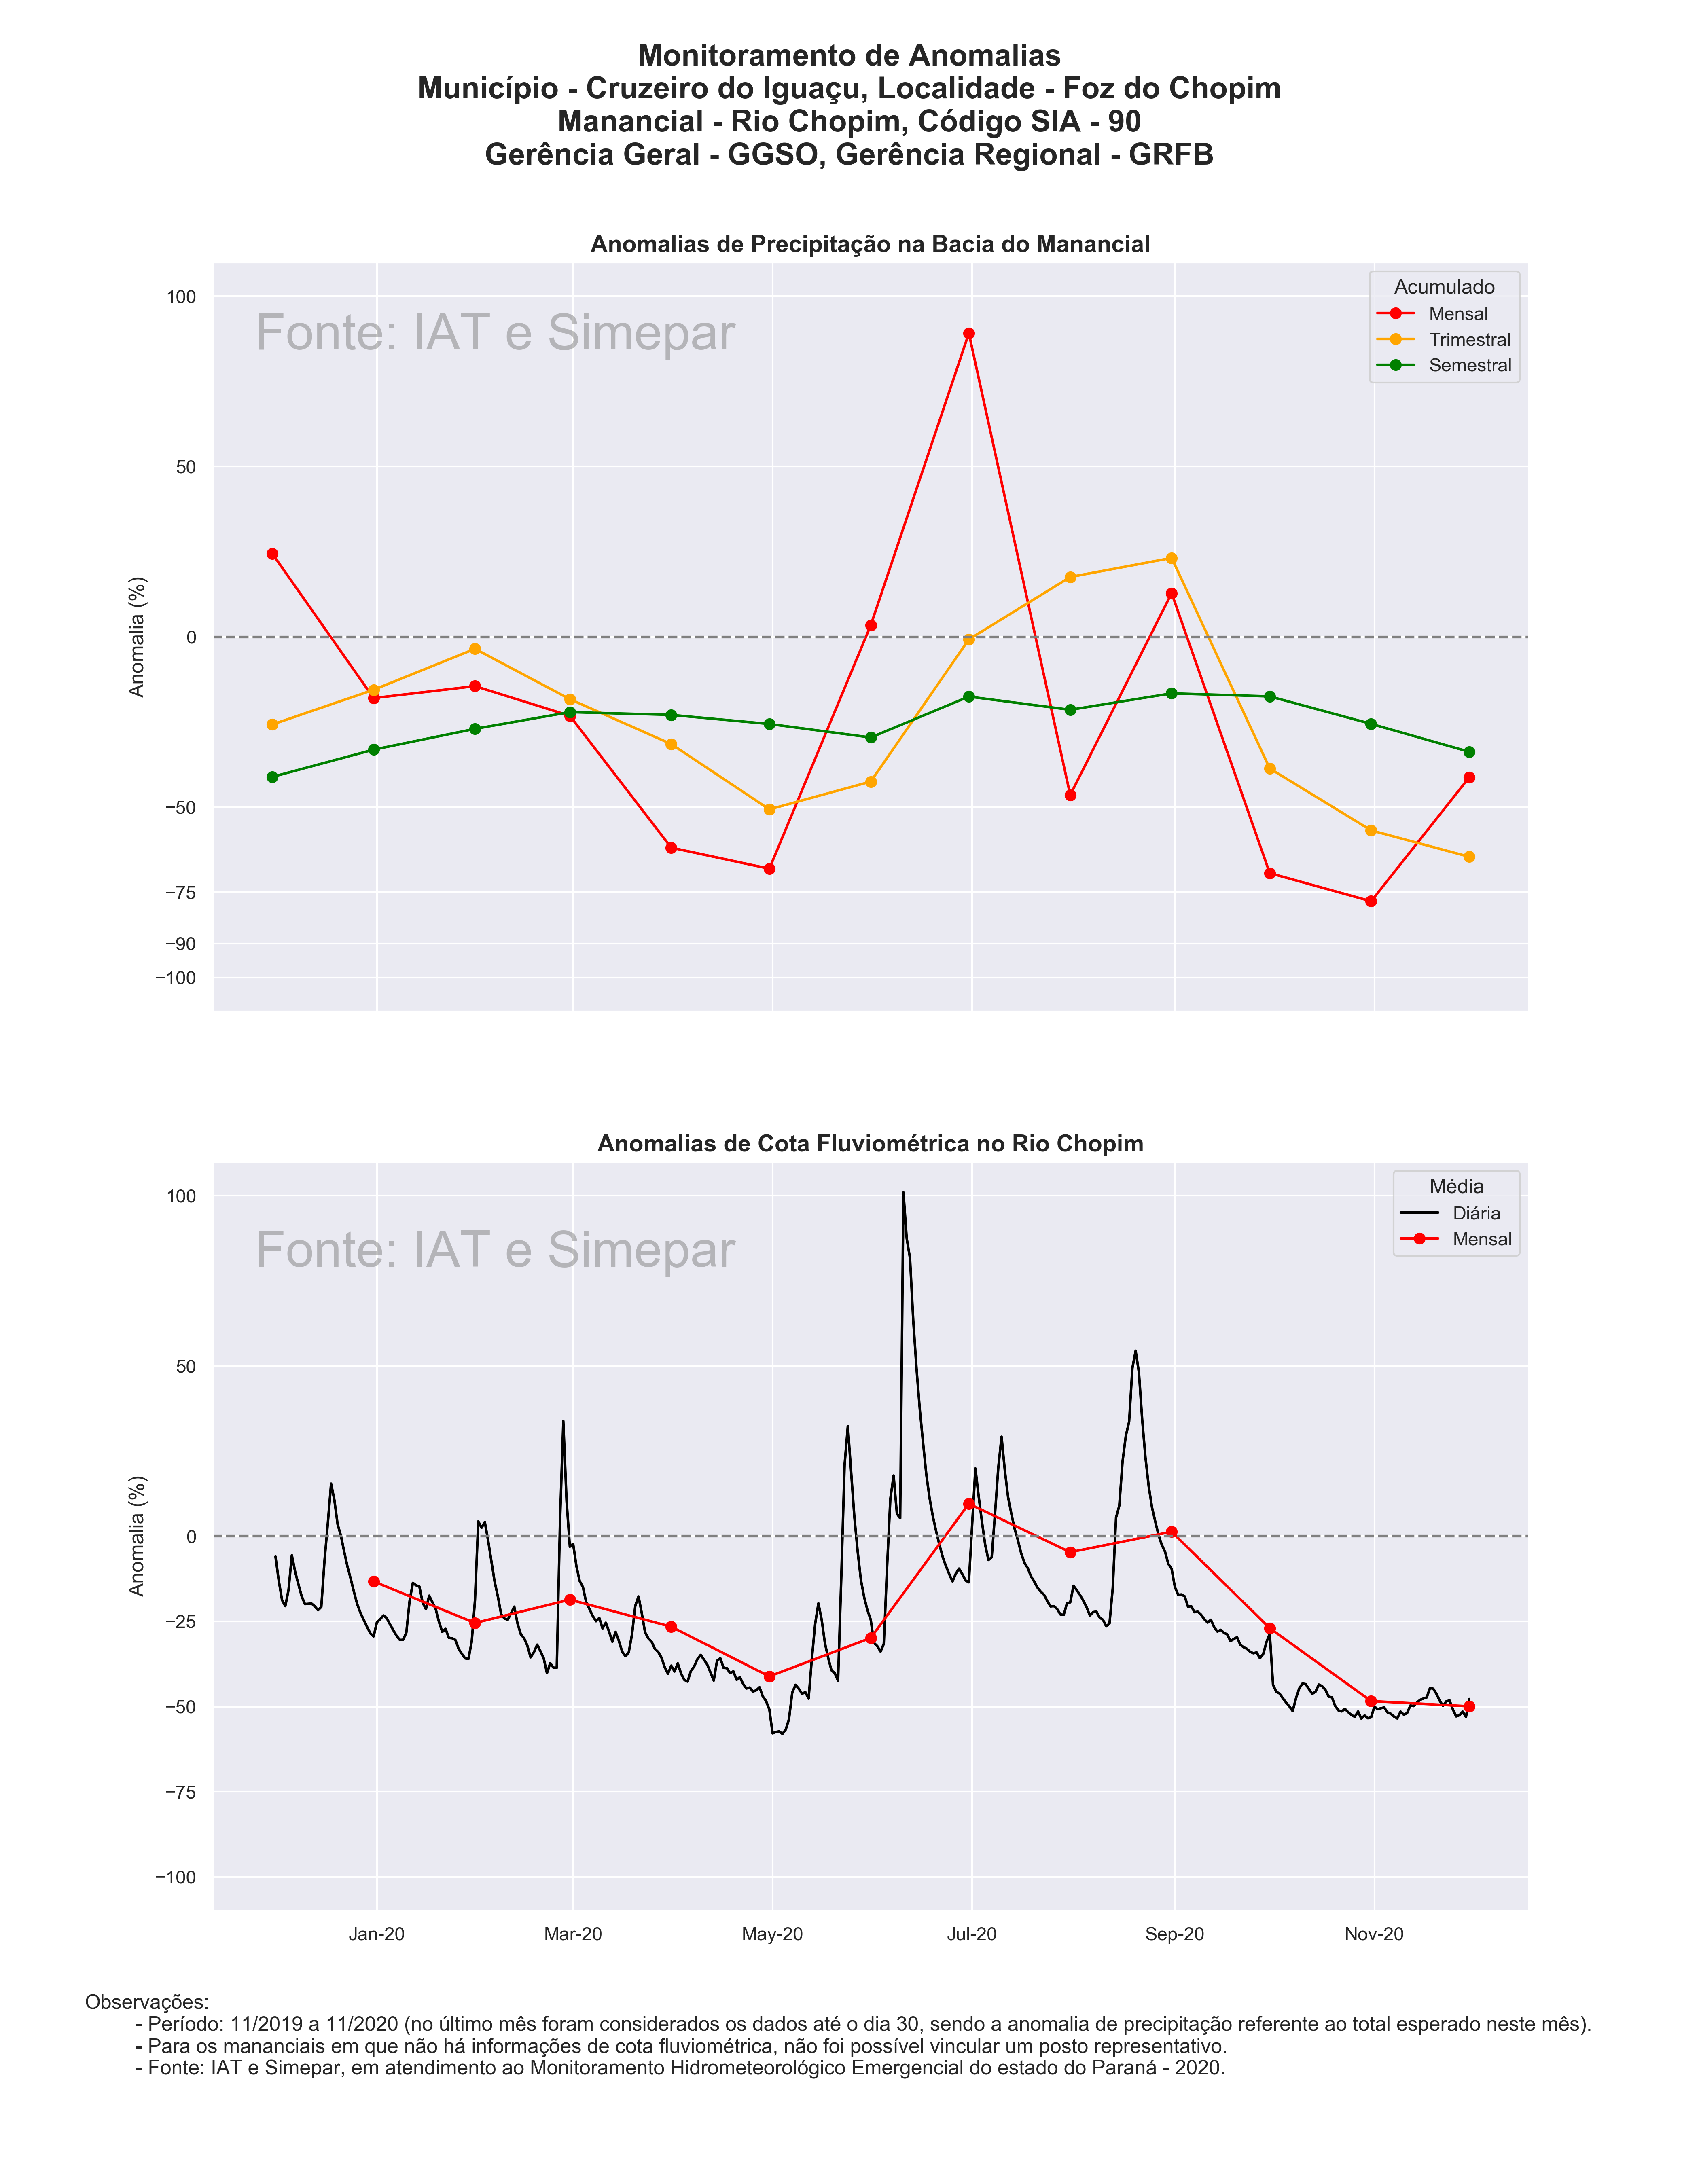 Monitoramento de Anomalias
Município - Cruzeiro do Iguaçu, Localidade - Foz do Chopim
Manancial - Rio Chopim, Código SIA - 90
Gerência Geral - GGSO, Gerência Regional - GRFB
Anomalias de Precipitação na Bacia do Manancial
Fonte: IAT e Simepar
Acumulado
Mensal
Trimestral
Semestral
Anomalia (%)
100
50
0
−50
−75
−90
−100
Anomalias de Cota Fluviométrica no Rio Chopim
Fonte: IAT e Simepar
Média
Diária
Mensal
Anomalia (%)
100
50
0
−25
−50
−75
−100
Jan-20 Mar-20 May-20 Jul-20 Sep-20 Nov-20
Observações:
- Período: 11/2019 a 11/2020 (no último mês foram considerados os dados até o dia 30, sendo a anomalia de precipitação referente ao total esperado neste mês).
- Para os mananciais em que não há informações de cota fluviométrica, não foi possível vincular um posto representativo.
- Fonte: IAT e Simepar, em atendimento ao Monitoramento Hidrometeorológico Emergencial do estado do Paraná - 2020.